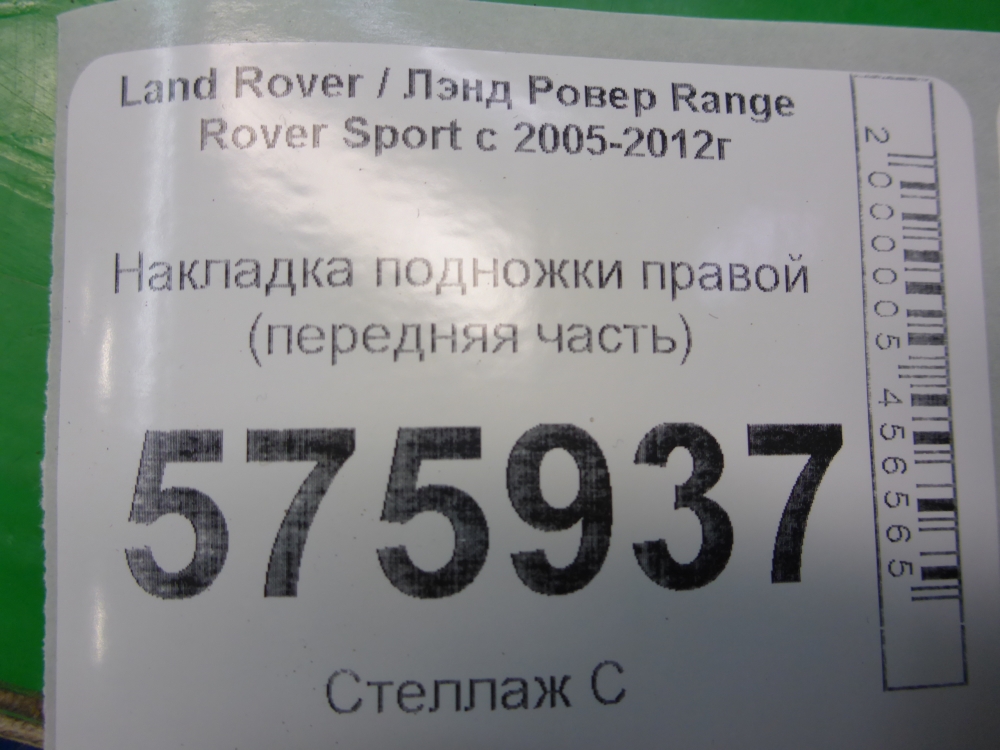 Land Rover / Лэнд Ровер Range
Rover Sport с 2005-2012г
Накладка подножки правой
(передняя часть)
575937
Стеллаж С
2000005456565